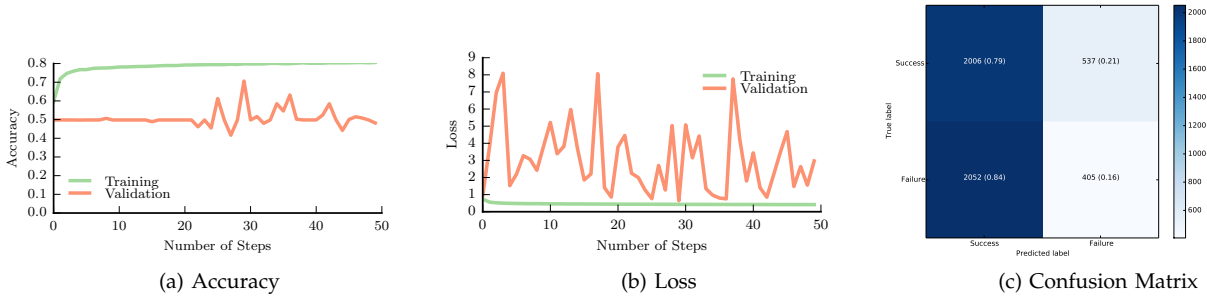 0.8
0.7
0.6
0.5
0.4
0.3
0.2
0.1
0.0
Accuracy
Training
Validation
0 10 20 30 40 50
Number of Steps
(a) Accuracy
9
8
7
6
5
4
3
2
1
0
Loss
Training
Validation
0 10 20 30 40 50
Number of Steps
(b) Loss
True label
Success
2006 (0.79) 537 (0.21)
Failure
2052 (0.84) 405 (0.16)
Success Failure
Predicted label
2000
1800
1600
1400
1200
1000
800
600
(c) Confusion Matrix